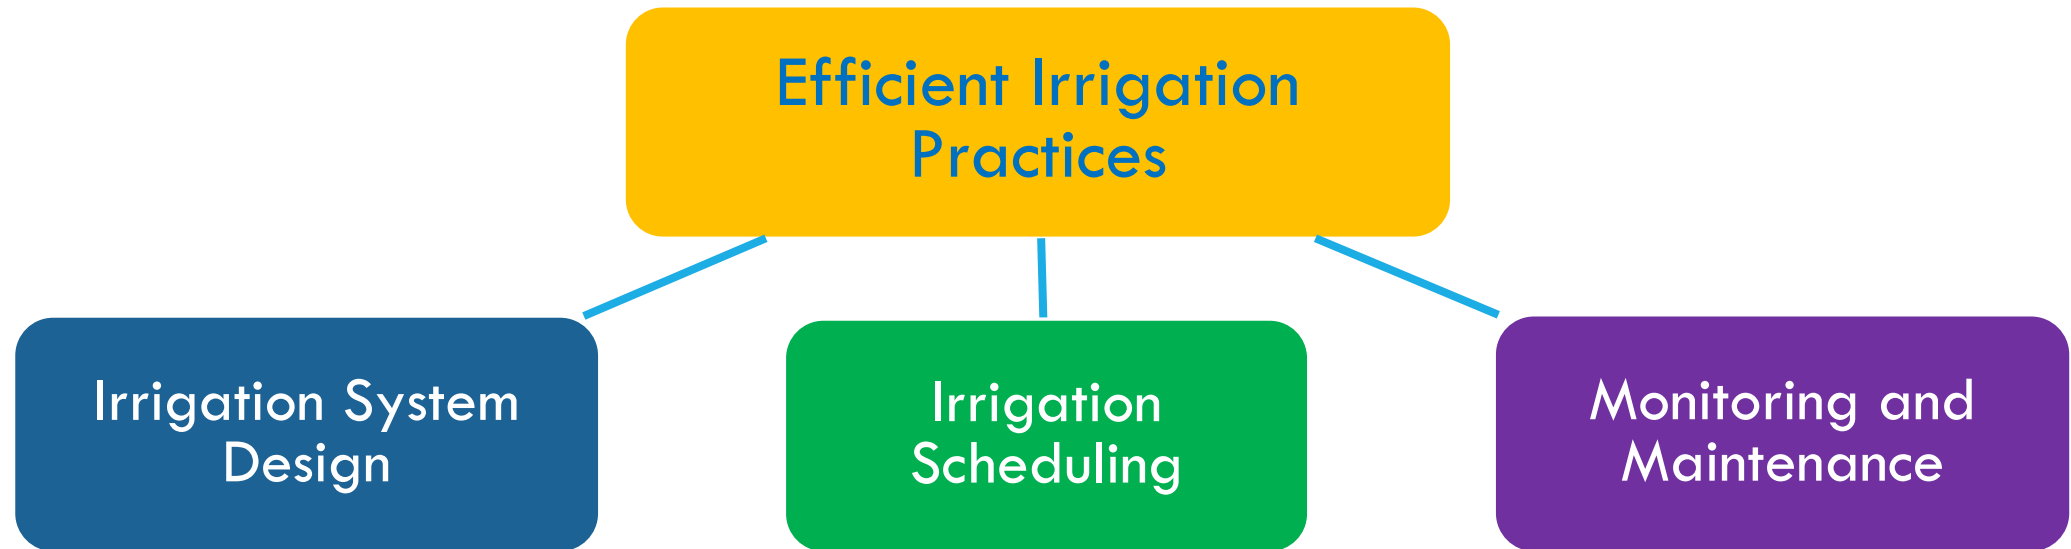 Efficient Irrigation
Practices
Irrigation System
Design
Irrigation
Scheduling
Monitoring and
Maintenance